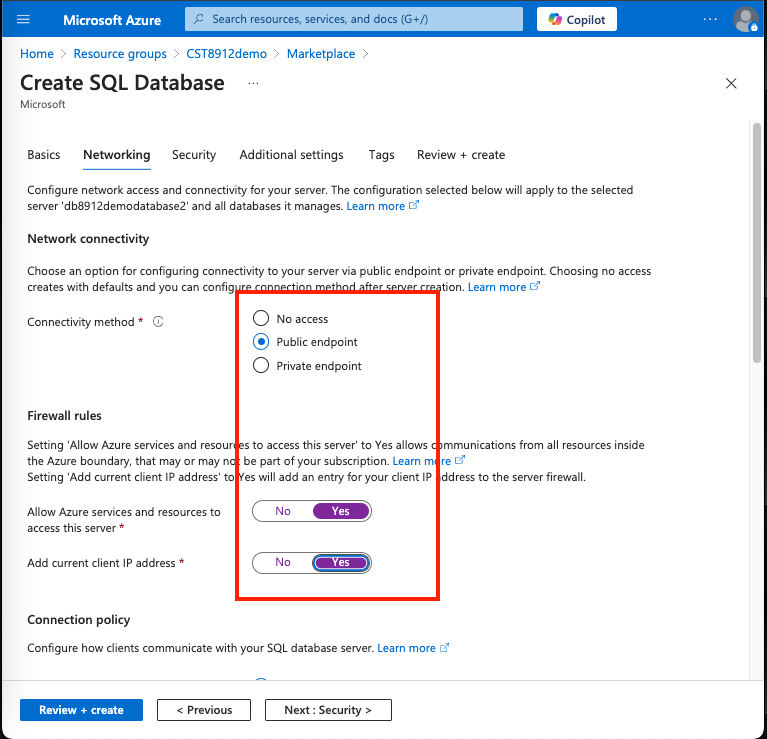 Microsoft Azure
Search resources, services, and docs (G+/)
Copilot
...
Home > Resource groups > CST8912demo > Marketplace >
Create SQL Database ...
Microsoft
Basics Networking Security Additional settings Tags Review + create
Configure network access and connectivity for your server. The configuration selected below will apply to the selected
server 'db8912demodatabase2' and all databases it manages. Learn more
Network connectivity
Choose an option for configuring connectivity to your server via public endpoint or private endpoint. Choosing no access
creates with defaults and you can configure connection method after server creation. Learn more
Connectivity method *
No access
Public endpoint
Private endpoint
Firewall rules
Setting 'Allow Azure services and resources to access this server' to Yes allows communications from all resources inside
the Azure boundary, that may or may not be part of your subscription. Learn more
Setting 'Add current client IP address' to Yes will add an entry for your client IP address to the server firewall.
Allow Azure services and resources to
access this server *
No Yes
Add current client IP address *
No Yes
Connection policy
Configure how clients communicate with your SQL database server. Learn more
Review + create
< Previous
Next : Security >